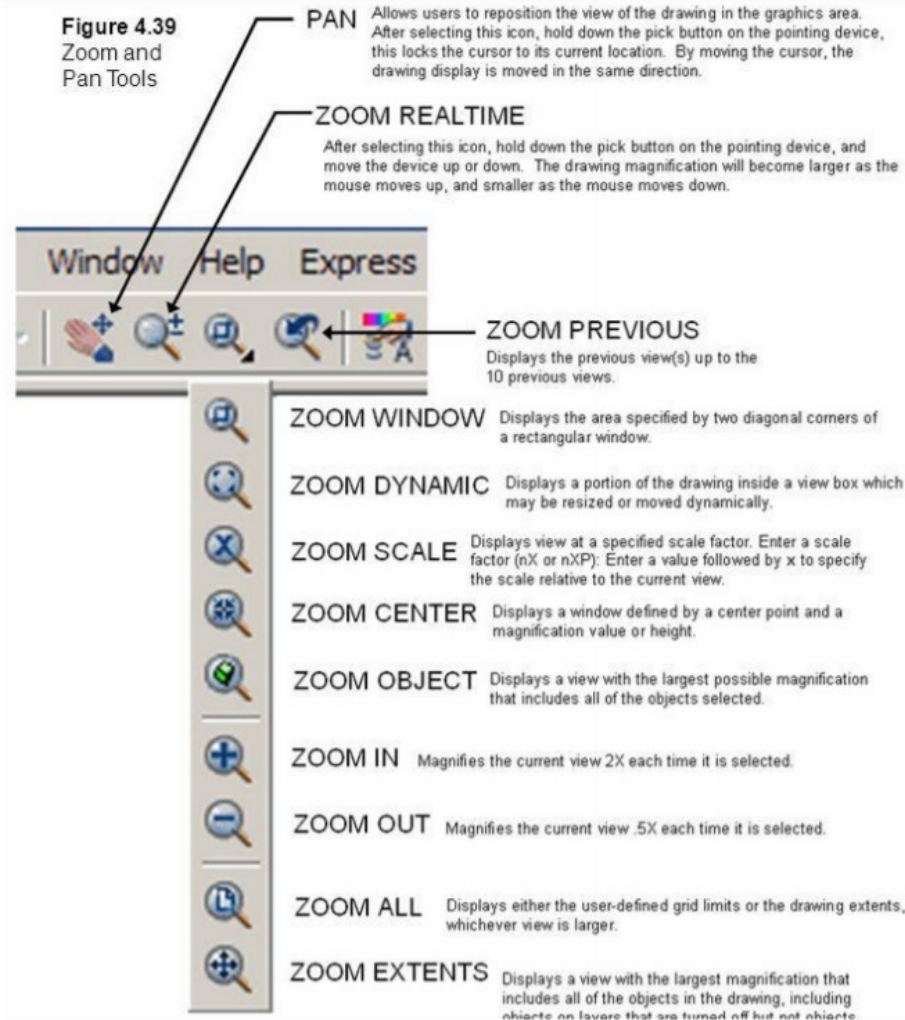 Figure 4.39
Zoom and
Pan Tools
PAN
Allows users to reposition the view of the drawing in the graphics area.
After selecting this icon, hold down the pick button on the pointing device,
this locks the cursor to its current location. By moving the cursor, the
drawing display is moved in the same direction.
ZOOM REALTIME
After selecting this icon, hold down the pick button on the pointing device, and
move the device up or down. The drawing magnification will become larger as the
mouse moves up, and smaller as the mouse moves down.
Window Help Express
A
ZOOM PREVIOUS
Displays the previous view(s) up to the
10 previous views.
ZOOM WINDOW
Displays the area specified by two diagonal corners of
a rectangular window.
ZOOM DYNAMIC
Displays a portion of the drawing inside a view box which
may be resized or moved dynamically.
ZOOM SCALE
Displays view at a specified scale factor. Enter a scale
factor (nX or nXP): Enter a value followed by x to specify
the scale relative to the current view.
ZOOM CENTER
Displays a window defined by a center point and a
magnification value or height.
ZOOM OBJECT
Displays a view with the largest possible magnification
that includes all of the objects selected.
ZOOM IN
Magnifies the current view 2X each time it is selected.
ZOOM OUT
Magnifies the current view .5X each time it is selected.
ZOOM ALL
Displays either the user-defined grid limits or the drawing extents,
whichever view is larger.
ZOOM EXTENTS
Displays a view with the largest magnification that
includes all of the objects in the drawing, including
objects on layers that are turned off but not objects